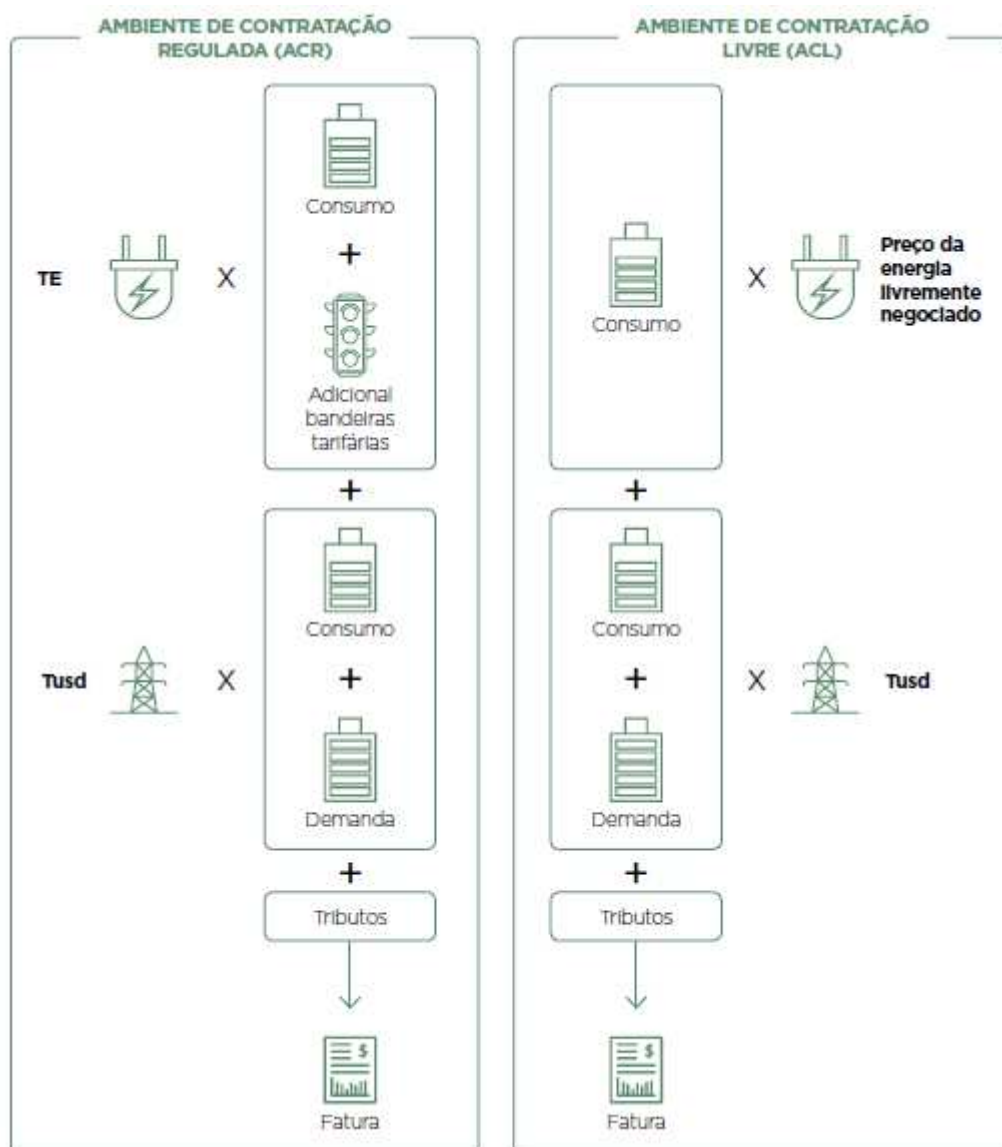 AMBIENTE DE CONTRATAÇÃO
REGULADA (ACR)
TE
X
Consumo
+
Adicional
bandeiras
tarifárias
+
Tusd
X
Consumo
+
Demanda
+
Tributos
$
Fatura
AMBIENTE DE CONTRATAÇÃO
LIVRE (ACL)
Consumo
X
Preço da
energia
livremente
negociado
+
Consumo
+
Demanda
X
Tusd
+
Tributos
$
Fatura